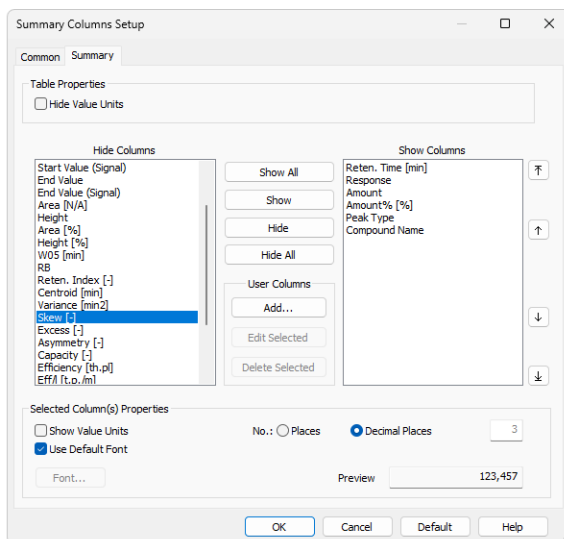 Summary Columns Setup
Common Summary
Table Properties
Hide Value Units
Hide Columns
Show Columns
Start Value (Signal)
End Value
End Value (Signal)
Area [N/A]
Height
Area [%]
Height [%]
W05 [min]
RB
Reten. Index [-]
Centroid [min]
Variance [min2]
Skew [-]
Excess [-]
Asymmetry [-]
Capacity [-]
Efficiency [th.pl]
Eff/l [t.p./m]
Show All
Show
Hide
Hide All
User Columns
Add...
Edit Selected
Delete Selected
Reten. Time [min]
Response
Amount
Amount% [%]
Peak Type
Compound Name
Selected Column(s) Properties
Show Value Units
No.: Places Decimal Places 3
Use Default Font
Font...
Preview 123,457
OK Cancel Default Help